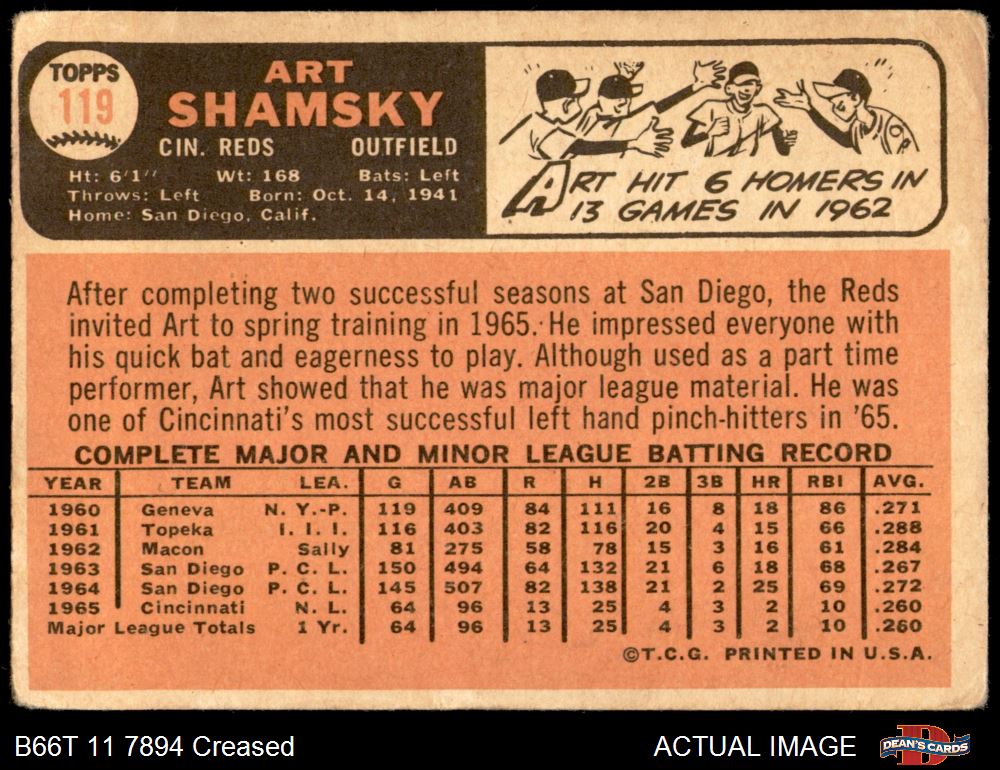 TOPPS
119
ART
SHAMSKY
CIN. REDS OUTFIELD
Ht: 6'1" Wt: 168 Bats: Left
Throws: Left Born: Oct. 14, 1941
Home: San Diego, Calif.
ART HIT 6 HOMERS IN
13 GAMES IN 1962
After completing two successful seasons at San Diego, the Reds
invited Art to spring training in 1965. He impressed everyone with
his quick bat and eagerness to play. Although used as a part time
performer, Art showed that he was major league material. He was
one of Cincinnati's most successful left hand pinch-hitters in '65.
COMPLETE MAJOR AND MINOR LEAGUE BATTING RECORD
YEAR TEAM LEA. G AB R H 2B 3B HR RBI AVG.
1960 Geneva N. Y.-P. 119 409 84 111 16 8 18 86 .271
1961 Topeka I. I. I. 116 403 82 116 20 4 15 66 .288
1962 Macon Sally 81 275 58 78 15 3 16 61 .284
1963 San Diego P. C. L. 150 494 64 132 21 6 18 68 .267
1964 San Diego P. C. L. 145 507 82 138 21 2 25 69 .272
1965 Cincinnati N. L. 64 96 13 25 4 3 2 10 .260
Major League Totals 1 Yr. 64 96 13 25 4 3 2 10 .260
©T.C.G. PRINTED IN U.S.A.
B66T 11 7894 Creased ACTUAL IMAGE DEAN'S CARDS